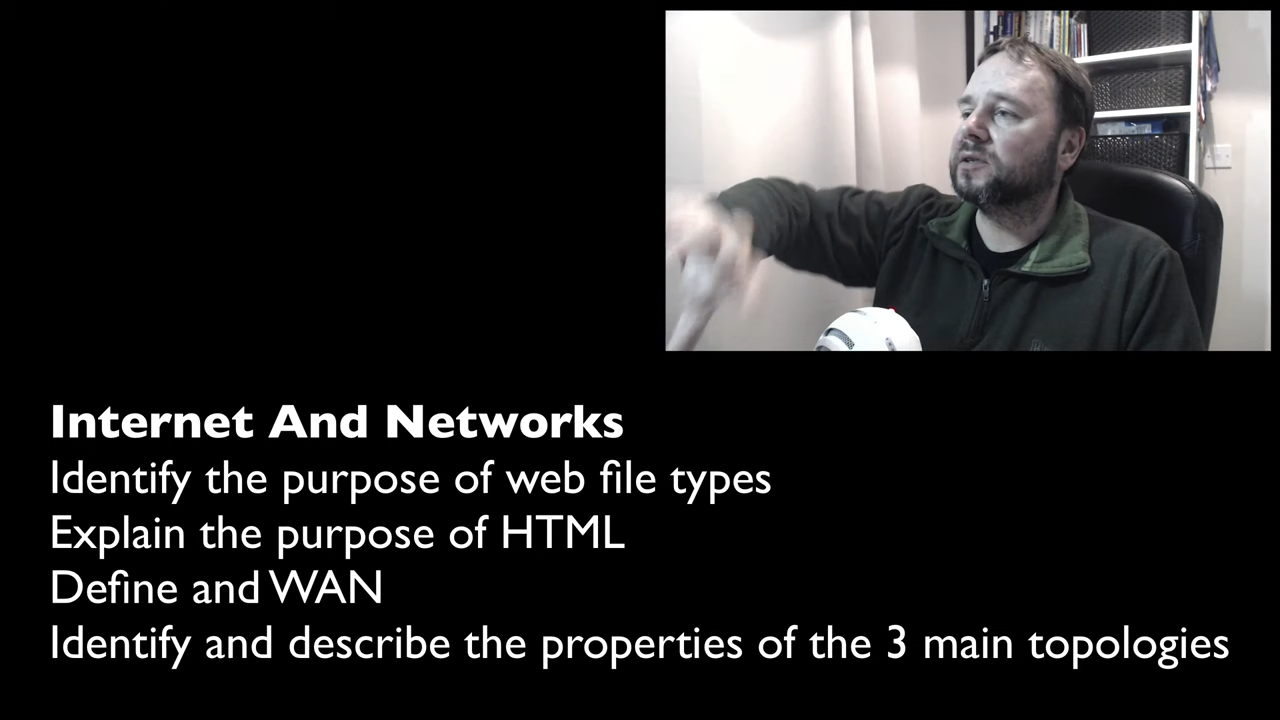 Internet And Networks
Identify the purpose of web file types
Explain the purpose of HTML
Define and WAN
Identify and describe the properties of the 3 main topologies